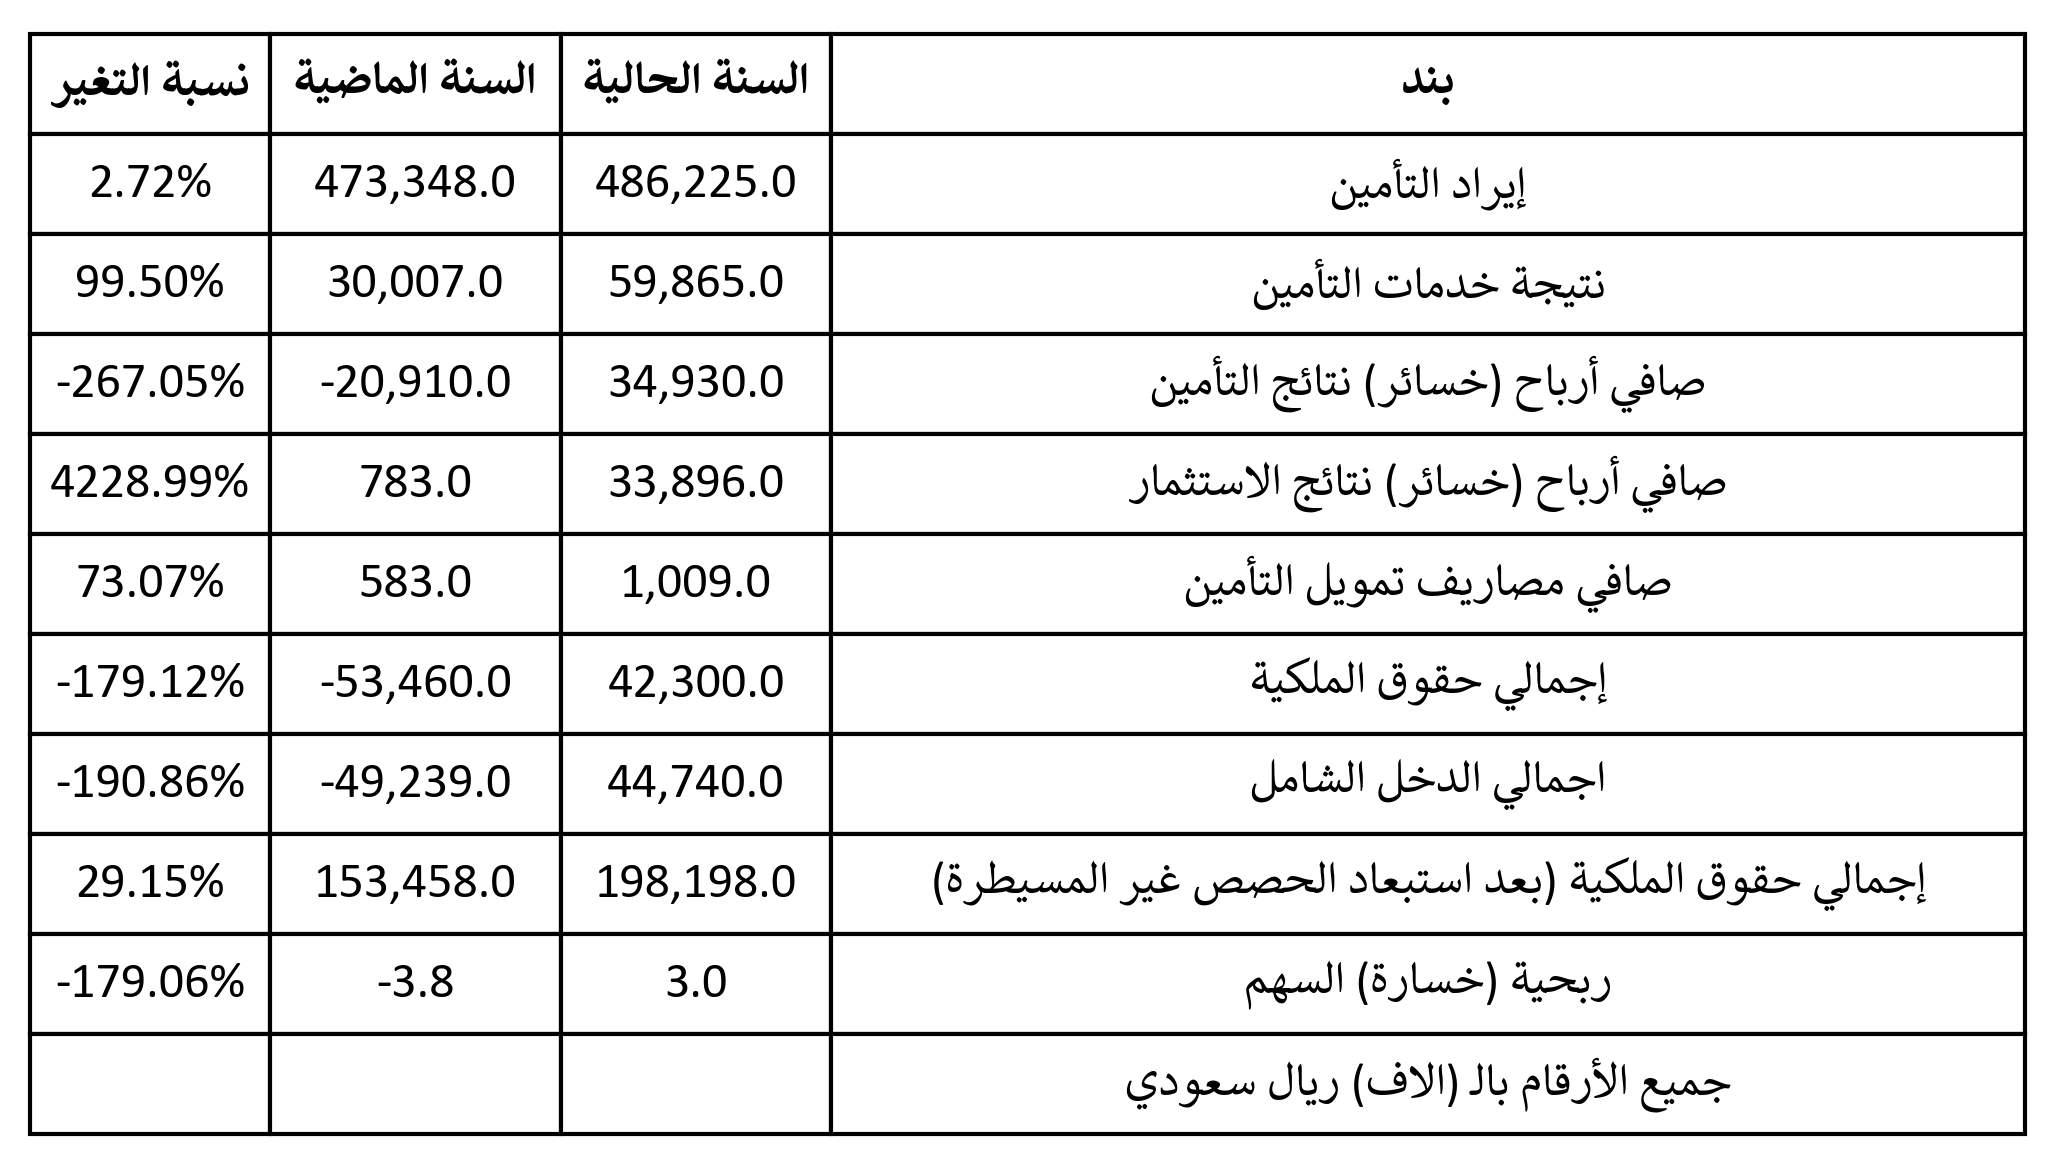 بند السنة الحالية السنة الماضية نسبة التغير
إيراد التأمين 486,225.0 473,348.0 2.72%
نتيجة خدمات التأمين 59,865.0 30,007.0 99.50%
صافي أرباح (خسائر) نتائج التأمين 34,930.0 -20,910.0 -267.05%
صافي أرباح (خسائر) نتائج الاستثمار 33,896.0 783.0 4228.99%
صافي مصاريف تمويل التأمين 1,009.0 583.0 73.07%
إجمالي حقوق الملكية 42,300.0 -53,460.0 -179.12%
اجمالي الدخل الشامل 44,740.0 -49,239.0 -190.86%
إجمالي حقوق الملكية (بعد استبعاد الحصص غير المسيطرة) 198,198.0 153,458.0 29.15%
ربحية (خسارة) السهم 3.0 -3.8 -179.06%
جميع الأرقام بالـ (الاف) ريال سعودي